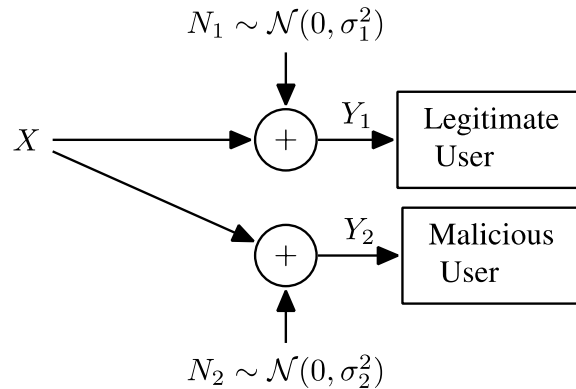 N₁ ∼ 𝒩(0, σ₁²)
X
+
Y₁
Legitimate
User
+
Y₂
Malicious
User
N₂ ∼ 𝒩(0, σ₂²)